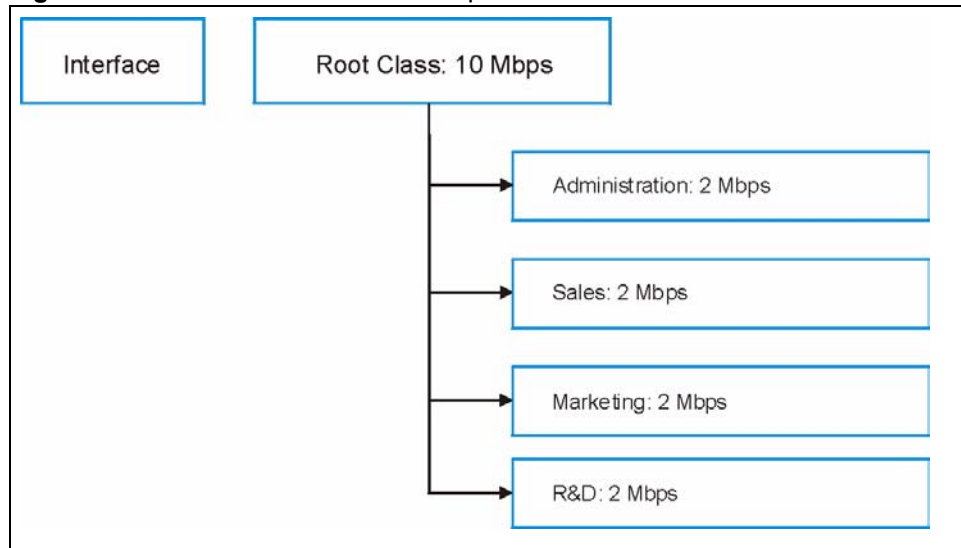 Interface
Root Class: 10 Mbps
Administration: 2 Mbps
Sales: 2 Mbps
Marketing: 2 Mbps
R&D: 2 Mbps